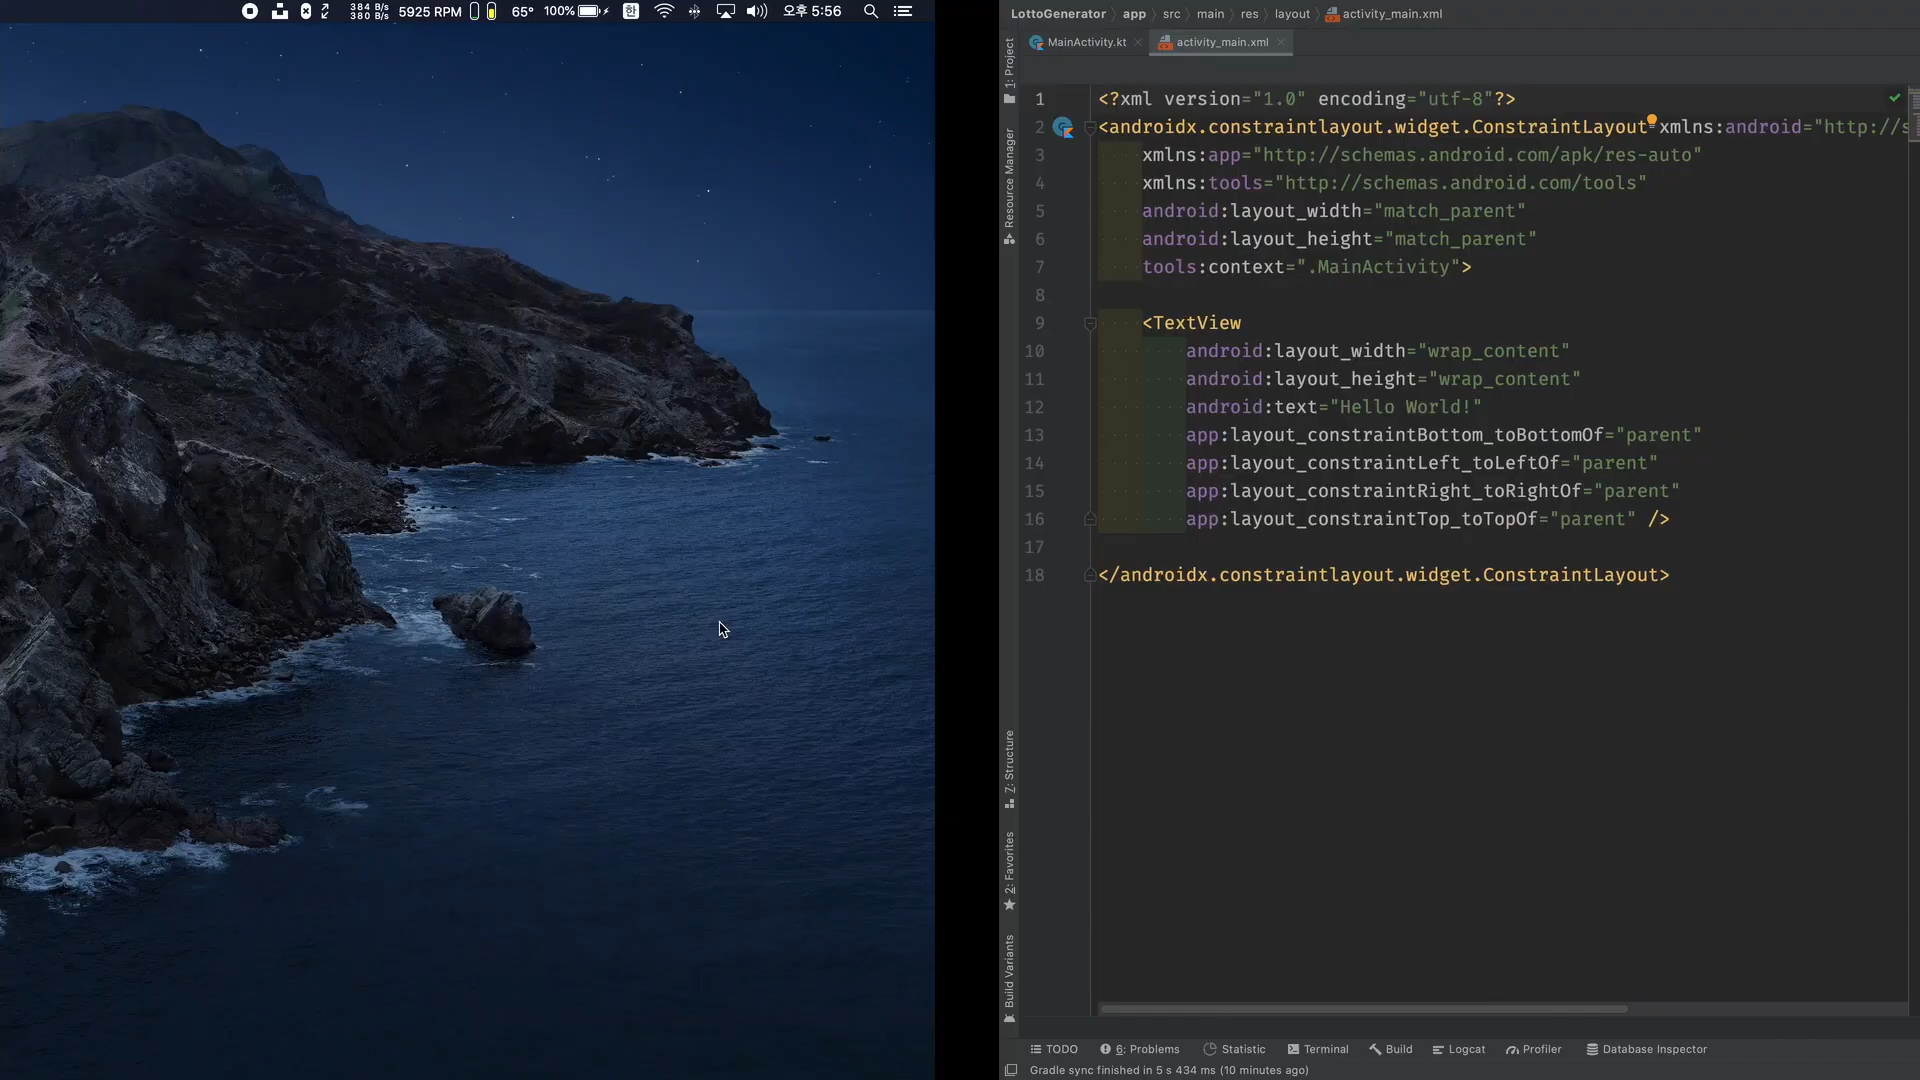 384 B/s
380 B/s
5925 RPM
65°
100%
한
오후 5:56
LottoGenerator
app
src
main
res
layout
activity_main.xml
MainActivity.kt
activity_main.xml
1: Project
Resource Manager
7: Structure
2: Favorites
Build Variants
1 <?xml version="1.0" encoding="utf-8"?>
2 <androidx.constraintlayout.widget.ConstraintLayout xmlns:android="http://s
3 xmlns:app="http://schemas.android.com/apk/res-auto"
4 xmlns:tools="http://schemas.android.com/tools"
5 android:layout_width="match_parent"
6 android:layout_height="match_parent"
7 tools:context=".MainActivity">
8
9 <TextView
10 android:layout_width="wrap_content"
11 android:layout_height="wrap_content"
12 android:text="Hello World!"
13 app:layout_constraintBottom_toBottomOf="parent"
14 app:layout_constraintLeft_toLeftOf="parent"
15 app:layout_constraintRight_toRightOf="parent"
16 app:layout_constraintTop_toTopOf="parent" />
17
18 </androidx.constraintlayout.widget.ConstraintLayout>
TODO
6: Problems
Statistic
Terminal
Build
Logcat
Profiler
Database Inspector
Gradle sync finished in 5 s 434 ms (10 minutes ago)